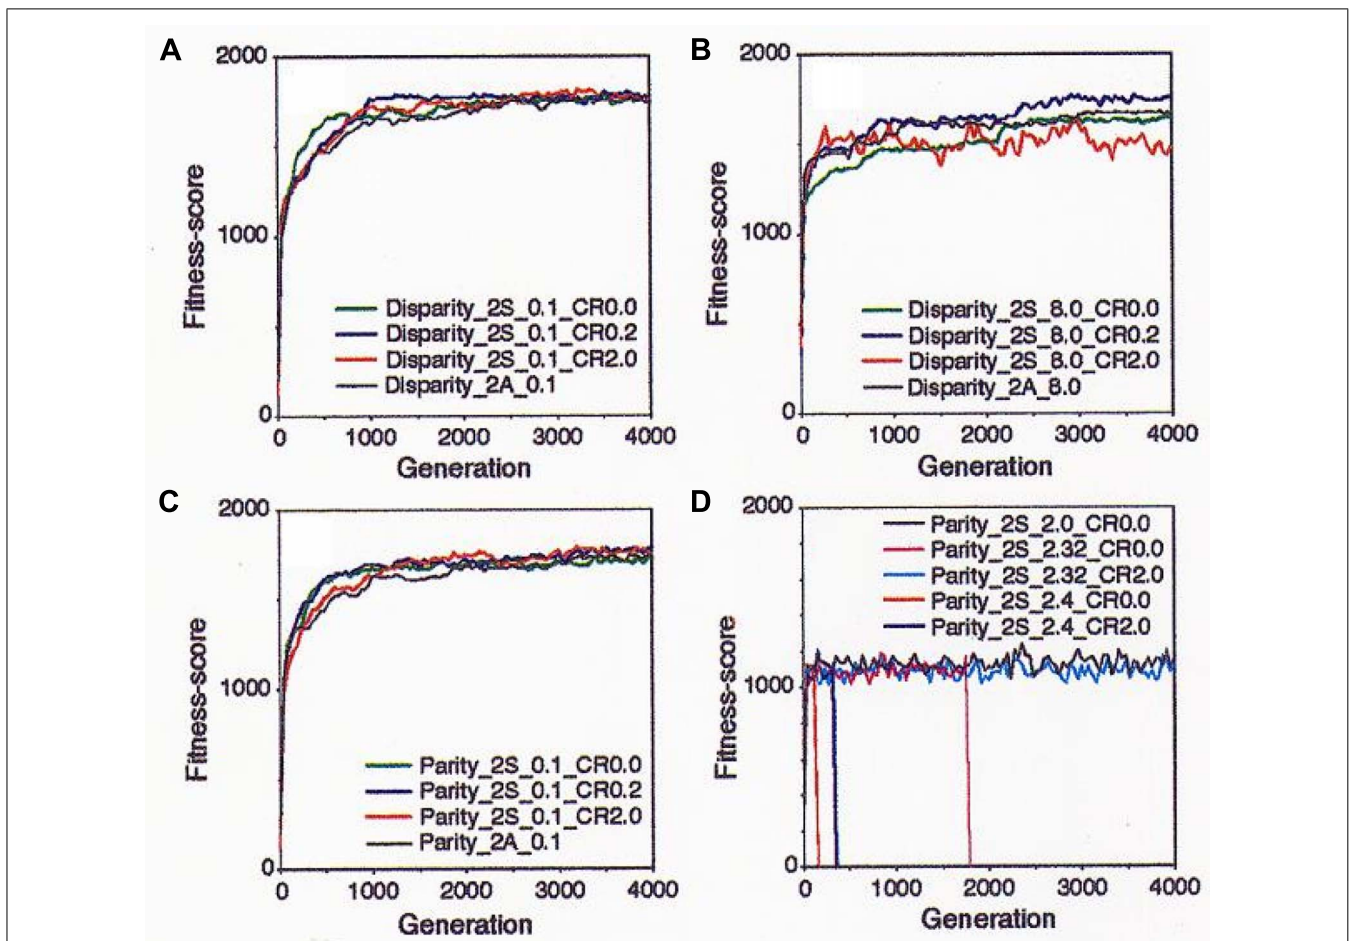 A
2000
1000
0
Fitness-score
Disparity_2S_0.1_CR0.0
Disparity_2S_0.1_CR0.2
Disparity_2S_0.1_CR2.0
Disparity_2A_0.1
0 1000 2000 3000 4000
Generation
B
2000
1000
0
Fitness-score
Disparity_2S_8.0_CR0.0
Disparity_2S_8.0_CR0.2
Disparity_2S_8.0_CR2.0
Disparity_2A_8.0
0 1000 2000 3000 4000
Generation
C
2000
1000
0
Fitness-score
Parity_2S_0.1_CR0.0
Parity_2S_0.1_CR0.2
Parity_2S_0.1_CR2.0
Parity_2A_0.1
0 1000 2000 3000 4000
Generation
D
2000
1000
0
Fitness-score
Parity_2S_2.0_CR0.0
Parity_2S_2.32_CR0.0
Parity_2S_2.32_CR2.0
Parity_2S_2.4_CR0.0
Parity_2S_2.4_CR2.0
0 1000 2000 3000 4000
Generation